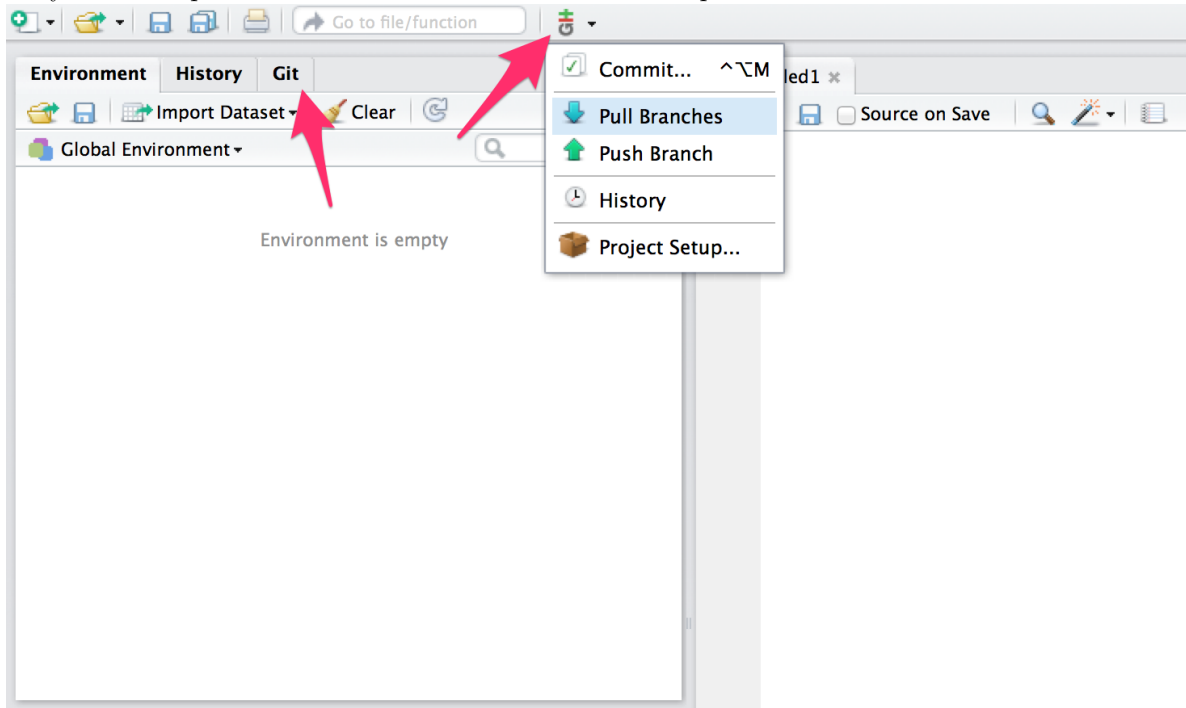 Go to file/function
Git
Environment History Git
Import Dataset Clear
Global Environment
Environment is empty
Commit... ^⌥M
Pull Branches
Push Branch
History
Project Setup...
led1
Source on Save